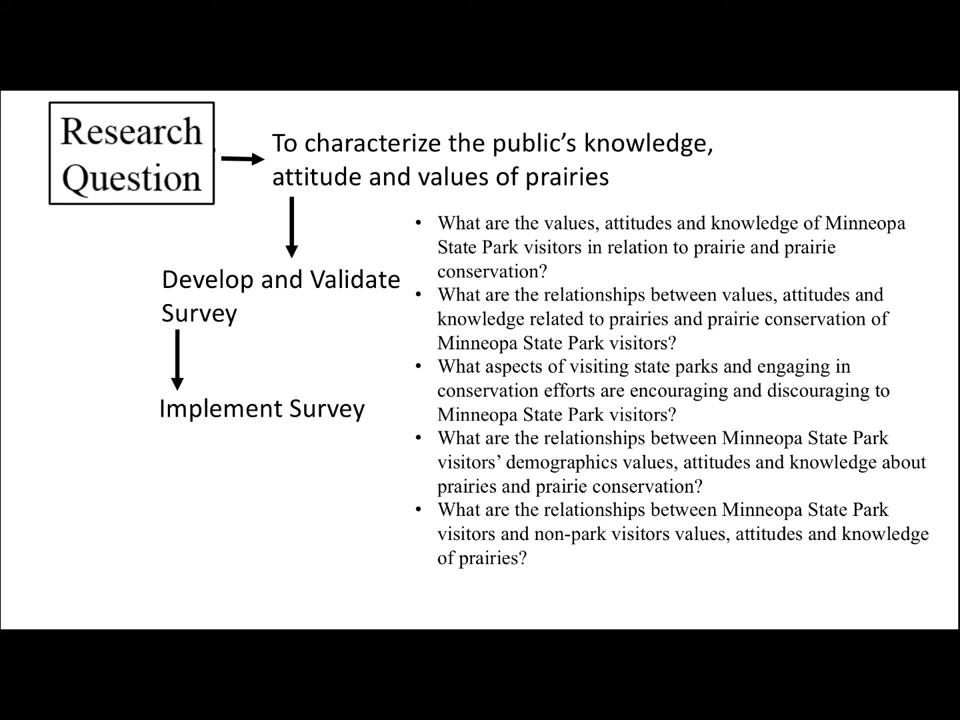 Research
Question
To characterize the public’s knowledge,
attitude and values of prairies
Develop and Validate
Survey
Implement Survey
• What are the values, attitudes and knowledge of Minneopa
State Park visitors in relation to prairie and prairie
conservation?
• What are the relationships between values, attitudes and
knowledge related to prairies and prairie conservation of
Minneopa State Park visitors?
• What aspects of visiting state parks and engaging in
conservation efforts are encouraging and discouraging to
Minneopa State Park visitors?
• What are the relationships between Minneopa State Park
visitors’ demographics values, attitudes and knowledge about
prairies and prairie conservation?
• What are the relationships between Minneopa State Park
visitors and non-park visitors values, attitudes and knowledge
of prairies?